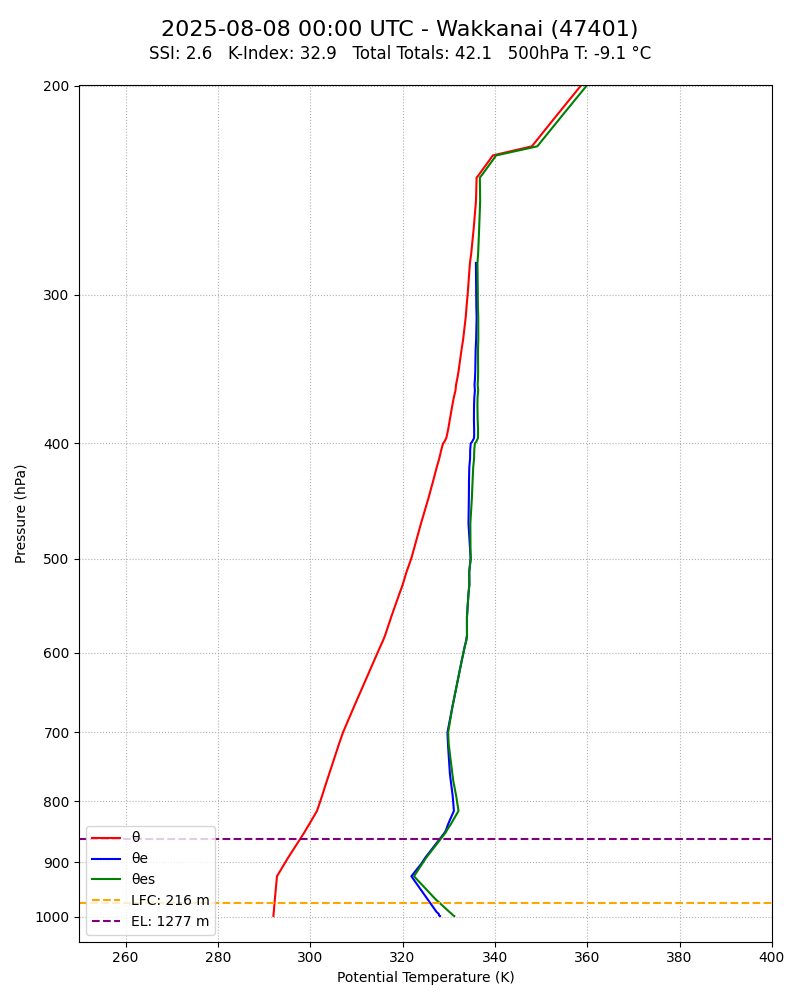 2025-08-08 00:00 UTC - Wakkanai (47401)
SSI: 2.6   K-Index: 32.9   Total Totals: 42.1   500hPa T: -9.1 °C
Pressure (hPa)
200
300
400
500
600
700
800
900
1000
θ
θe
θes
LFC: 216 m
EL: 1277 m
260
280
300
320
340
360
380
400
Potential Temperature (K)